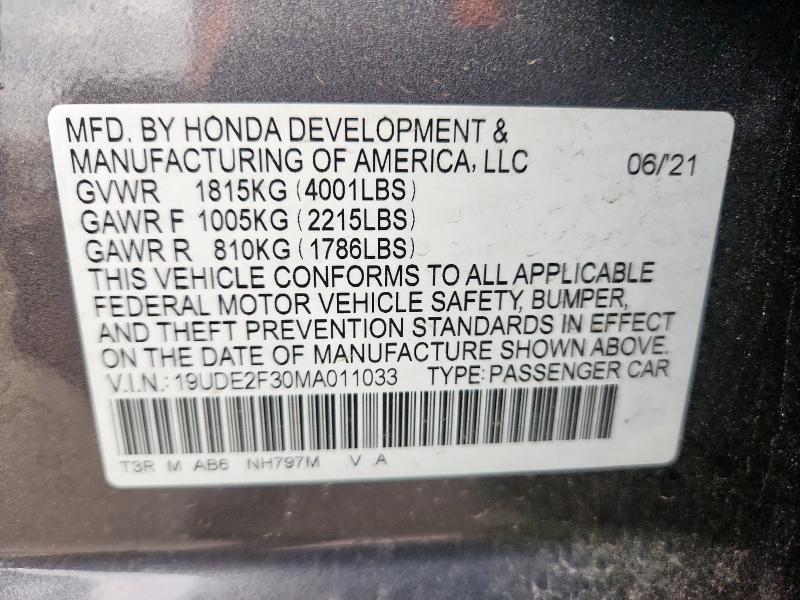 MFD. BY HONDA DEVELOPMENT &
MANUFACTURING OF AMERICA, LLC 06/'21
GVWR 1815KG (4001LBS)
GAWR F 1005KG (2215LBS)
GAWR R 810KG (1786LBS)
THIS VEHICLE CONFORMS TO ALL APPLICABLE
FEDERAL MOTOR VEHICLE SAFETY, BUMPER,
AND THEFT PREVENTION STANDARDS IN EFFECT
ON THE DATE OF MANUFACTURE SHOWN ABOVE.
V.I.N.: 19UDE2F30MA011033 TYPE: PASSENGER CAR
T3R M AB6 NH797M V A